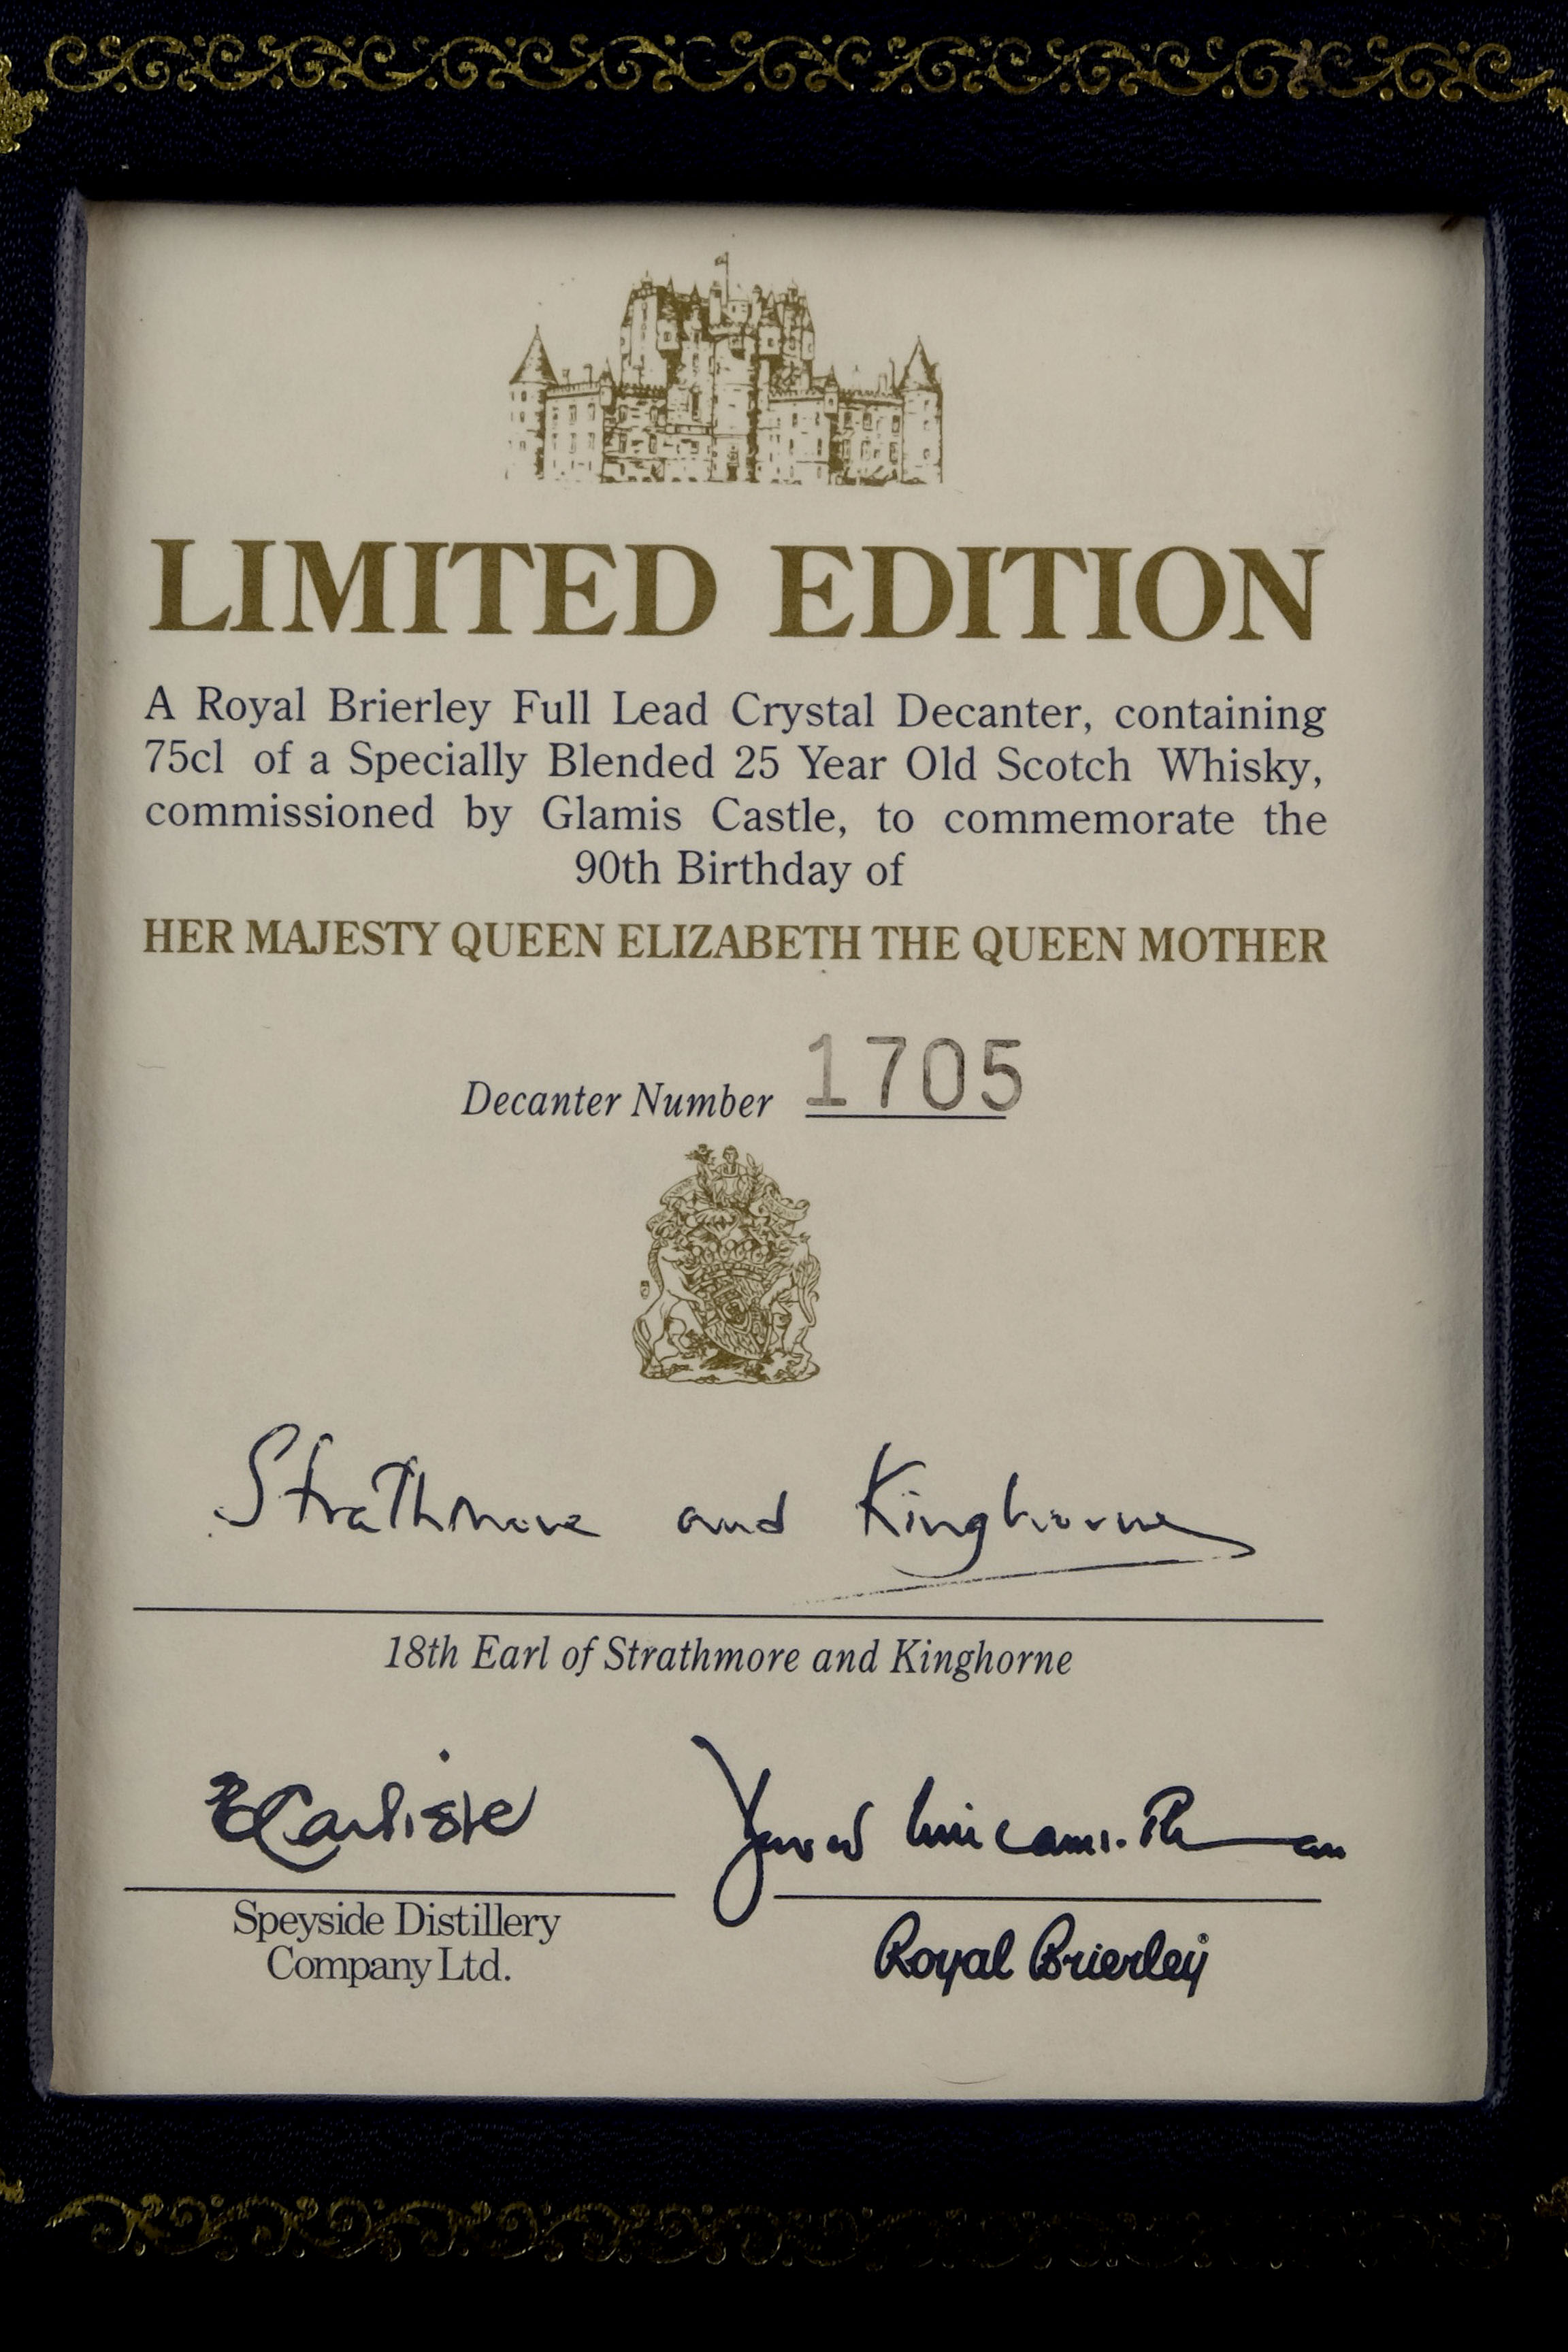 LIMITED EDITION
A Royal Brierley Full Lead Crystal Decanter, containing
75cl of a Specially Blended 25 Year Old Scotch Whisky,
commissioned by Glamis Castle, to commemorate the
90th Birthday of
HER MAJESTY QUEEN ELIZABETH THE QUEEN MOTHER
Decanter Number 1705
Strathmore and Kinghorne
18th Earl of Strathmore and Kinghorne
Carlisle
Speyside Distillery
Company Ltd.
Royal Brierley